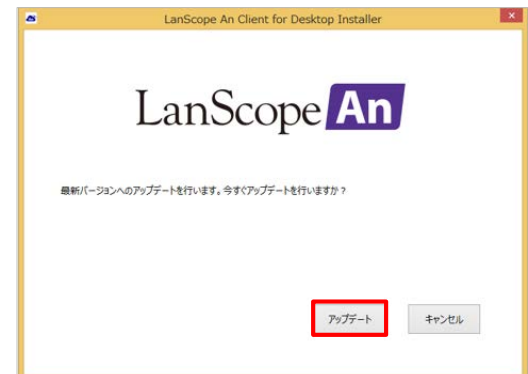 LanScope An Client for Desktop Installer
LanScope An
最新バージョンへのアップデートを行います。今すぐアップデートを行いますか？
アップデート
キャンセル